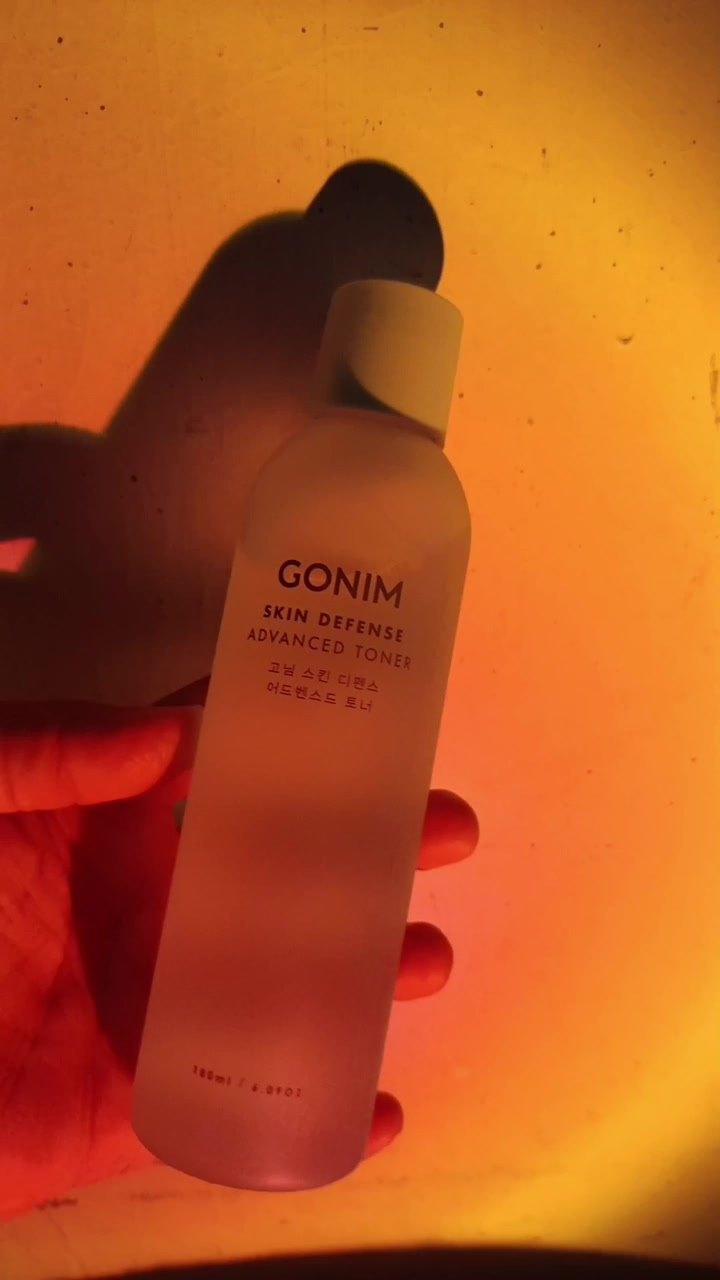 GONIM
SKIN DEFENSE
ADVANCED TONER
고님 스킨 디펜스
어드벤스드 토너
180ml / 6.09OZ